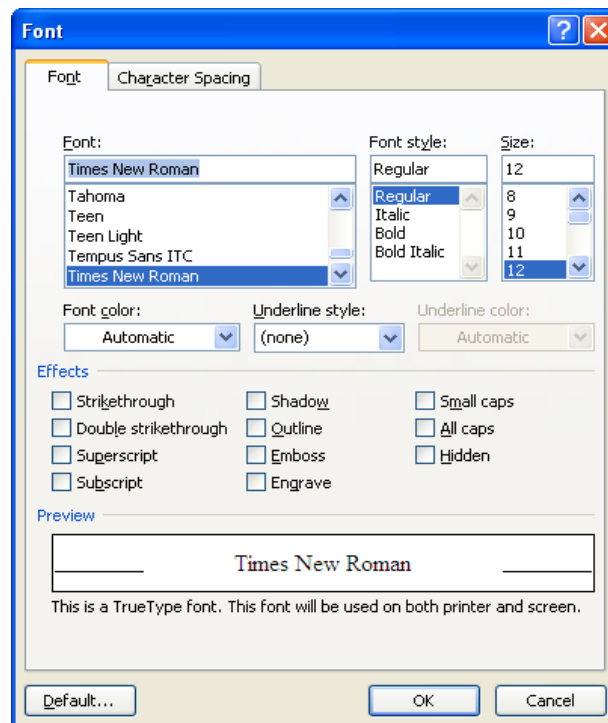 Font
Font Character Spacing
Font: Font style: Size:
Times New Roman Regular 12
Tahoma Regular 8
Teen Italic 9
Teen Light Bold 10
Tempus Sans ITC Bold Italic 11
Times New Roman 12
Font color: Underline style: Underline color:
Automatic (none) Automatic
Effects
Strikethrough Shadow Small caps
Double strikethrough Outline All caps
Superscript Emboss Hidden
Subscript Engrave
Preview
Times New Roman
This is a TrueType font. This font will be used on both printer and screen.
Default... OK Cancel